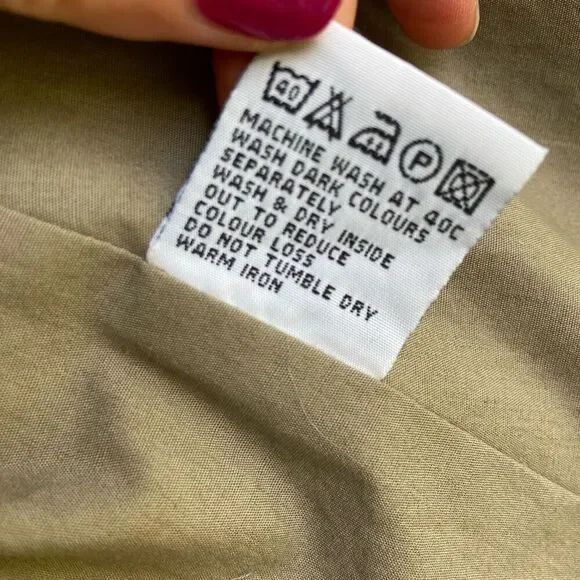 40 P
MACHINE WASH AT 40C
WASH DARK COLOURS
SEPARATELY
WASH & DRY INSIDE
OUT TO REDUCE
COLOUR LOSS
DO NOT TUMBLE DRY
WARM IRON